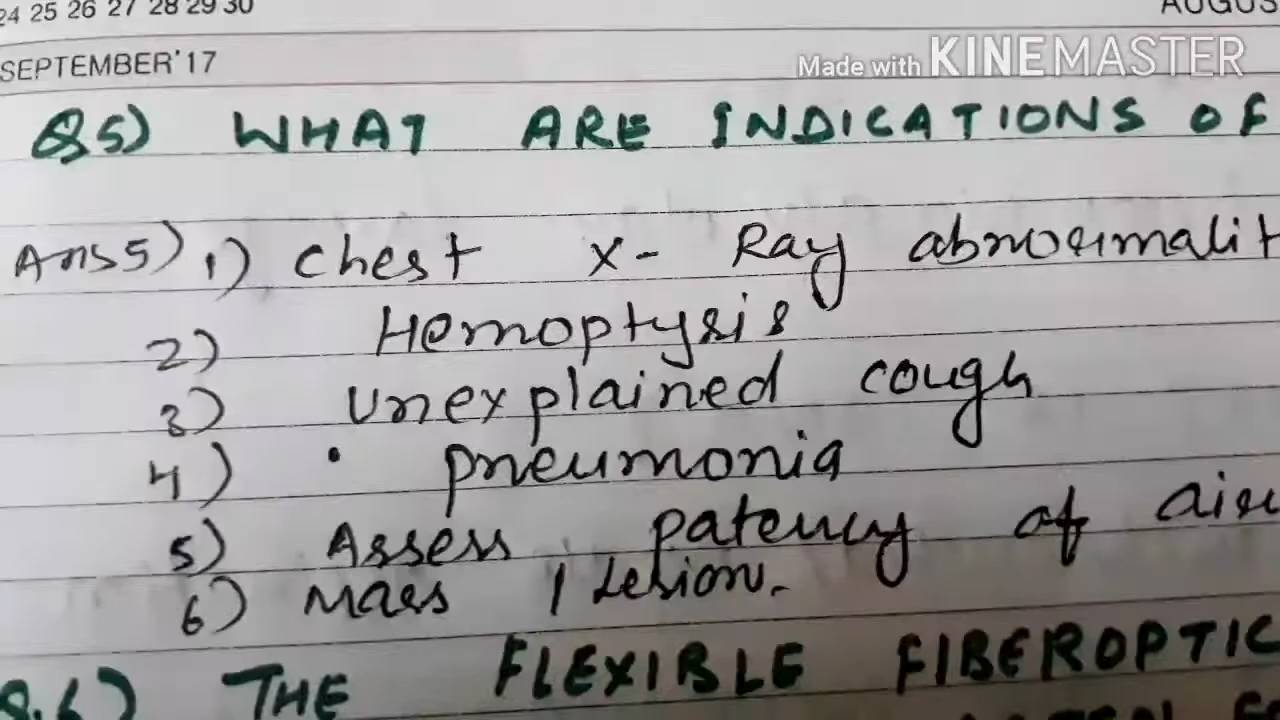 24 25 26 27 28 29 30
AUGUS
SEPTEMBER'17
Made with KINEMASTER
Q5) WHAT ARE INDICATIONS OF
Ans5) 1) Chest X-Ray abnormalit
2) Hemoptysis
3) Unexplained cough
4) • pneumonia
5) Assess patency of air
6) Mass / Lesion.
Q.6) THE FLEXIBLE FIBEROPTIC